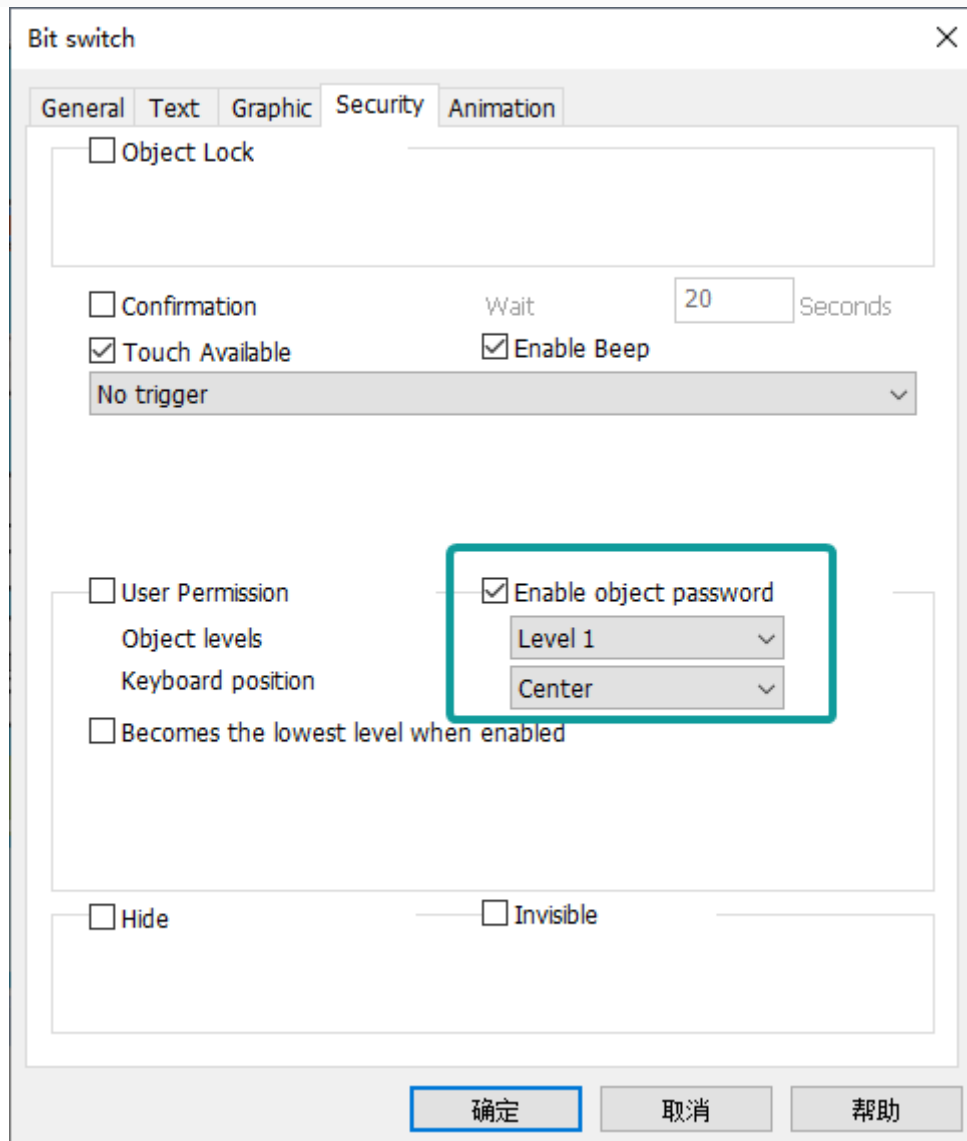 Bit switch
General Text Graphic Security Animation
Object Lock
Confirmation Wait 20 Seconds
Touch Available Enable Beep
No trigger
User Permission Enable object password
Object levels Level 1
Keyboard position Center
Becomes the lowest level when enabled
Hide Invisible
确定 取消 帮助